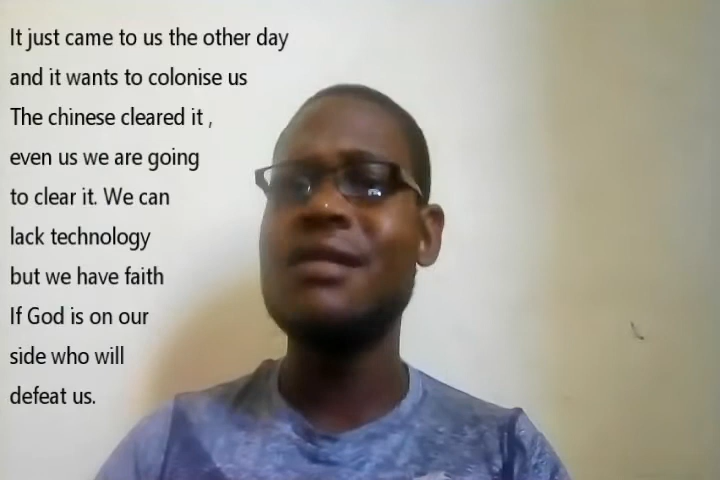 It just came to us the other day
and it wants to colonise us
The chinese cleared it ,
even us we are going
to clear it. We can
lack technology
but we have faith
If God is on our
side who will
defeat us.